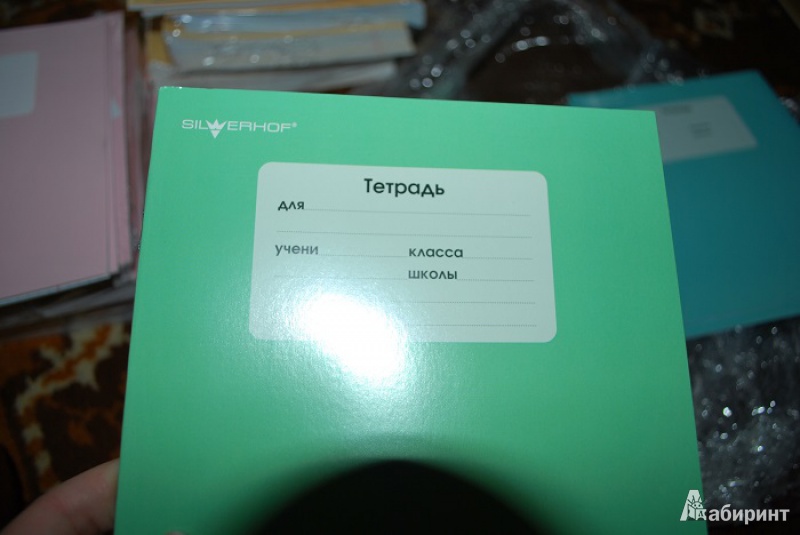 SILWERHOF®
Тетрадь
для
учени класса
школы
Лабиринт